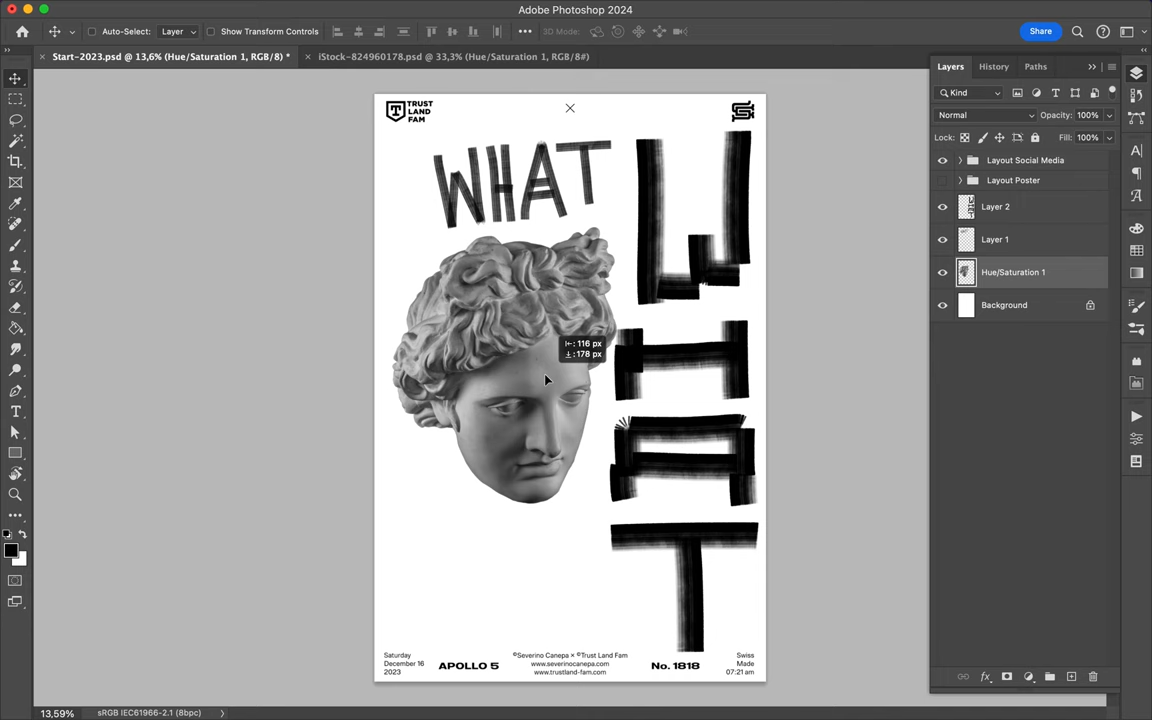 Adobe Photoshop 2024
Auto-Select: Layer Show Transform Controls 3D Mode: Share
Start-2023.psd @ 13,6% (Hue/Saturation 1, RGB/8) * iStock-824960178.psd @ 33,3% (Hue/Saturation 1, RGB/8#)
Layers History Paths
Kind
Normal Opacity: 100%
Lock: Fill: 100%
Layout Social Media
Layout Poster
Layer 2
Layer 1
Hue/Saturation 1
Background
TRUST
LAND
FAM
WHAT
WHAT
116 px
178 px
Saturday
December 16
2023
APOLLO 5
©Severino Canepa × ©Trust Land Fam
www.severinocanepa.com
www.trustland-fam.com
No. 1818
Swiss
Made
07:21 am
13,59% sRGB IEC61966-2.1 (8bpc)